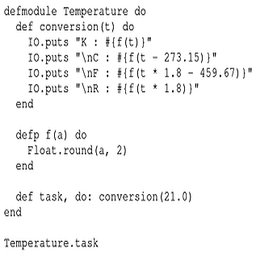 defmodule Temperature do
  def conversion(t) do
    IO.puts "K : #{f(t)}"
    IO.puts "\nC : #{f(t - 273.15)}"
    IO.puts "\nF : #{f(t * 1.8 - 459.67)}"
    IO.puts "\nR : #{f(t * 1.8)}"
  end

  defp f(a) do
    Float.round(a, 2)
  end

  def task, do: conversion(21.0)
end

Temperature.task